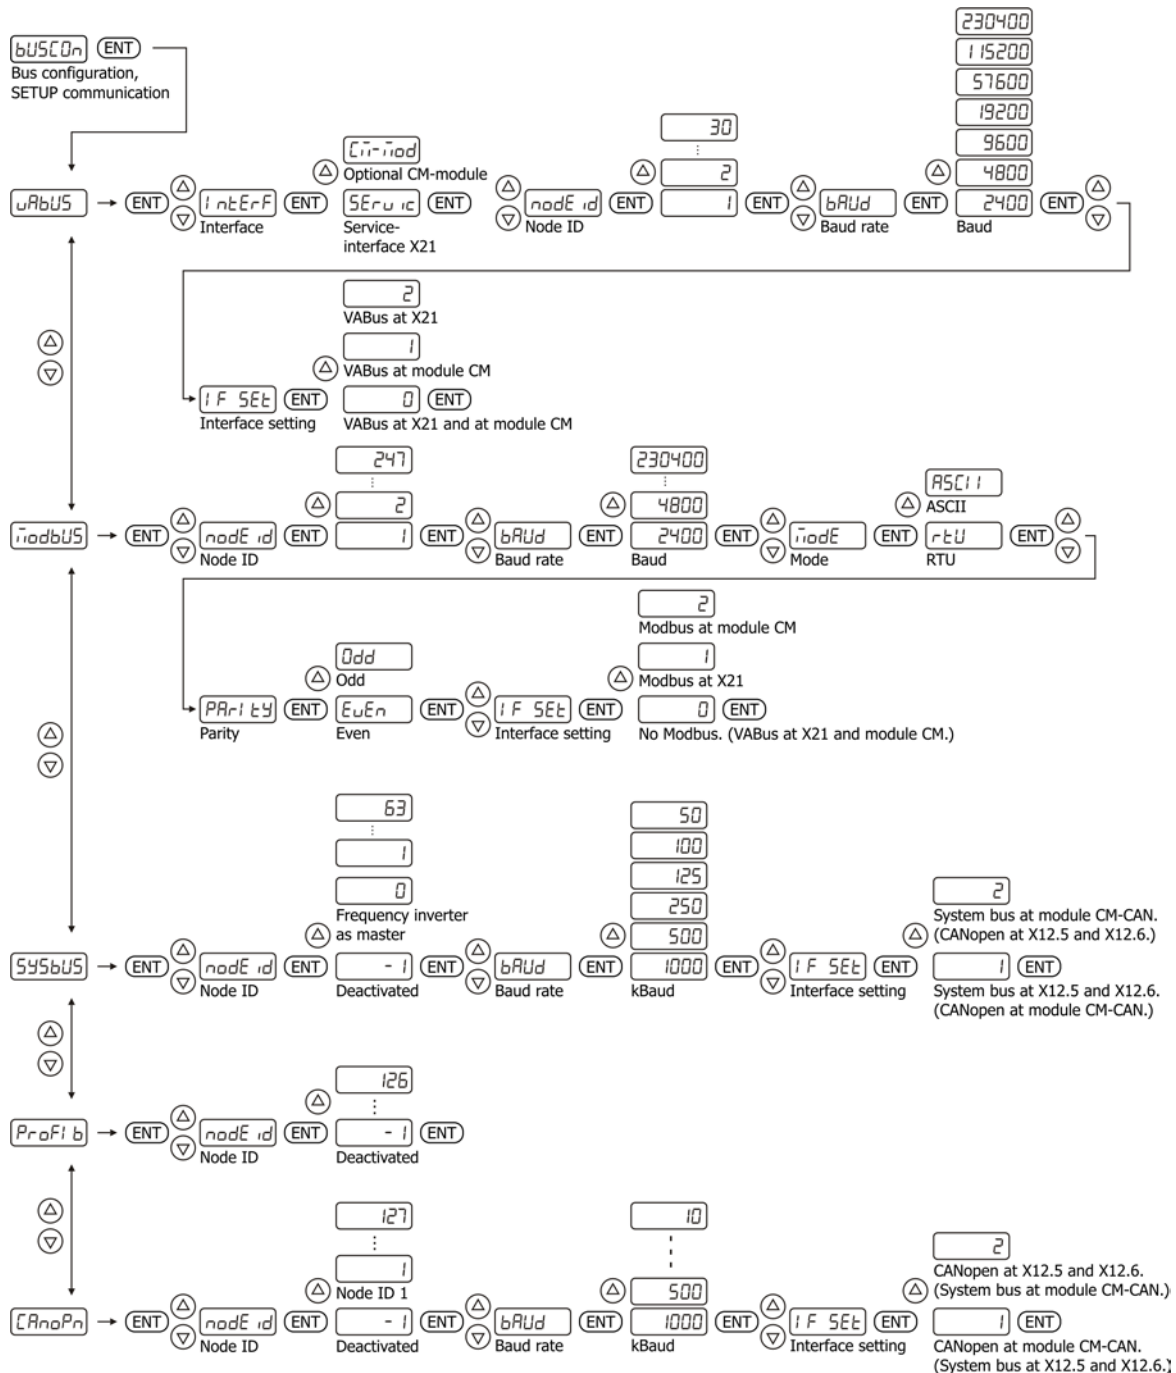 bUSCOn ENT
Bus configuration,
SETUP communication
230400
115200
57600
19200
9600
4800
2400
30
⋮
2
1
Cm-mod
Optional CM-module
vAbUS ENT IntErF ENT SErvic ENT nodE id ENT ENT bAUd ENT ENT
Interface
Service-
interface X21
Node ID
Baud rate
Baud
2
VABus at X21
1
VABus at module CM
IF SEt ENT 0 ENT
Interface setting
VABus at X21 and at module CM
247
⋮
2
1
230400
⋮
4800
2400
ASCII
ASCII
modbUS ENT nodE id ENT ENT bAUd ENT ENT modE ENT rtU ENT
Node ID
Baud rate
Baud
Mode
RTU
2
Modbus at module CM
Odd
Odd
1
Modbus at X21
PArItY ENT EvEn ENT IF SEt ENT 0 ENT
Parity
Even
Interface setting
No Modbus. (VABus at X21 and module CM.)
63
⋮
1
0
Frequency inverter
as master
50
100
125
250
500
1000
2
System bus at module CM-CAN.
(CANopen at X12.5 and X12.6.)
SYSbUS ENT nodE id ENT -1 ENT bAUd ENT ENT IF SEt ENT 1 ENT
Node ID
Deactivated
Baud rate
kBaud
Interface setting
System bus at X12.5 and X12.6.
(CANopen at module CM-CAN.)
126
⋮
ProFIb ENT nodE id ENT -1 ENT
Node ID
Deactivated
127
⋮
1
Node ID 1
10
500
1000
2
CANopen at X12.5 and X12.6.
(System bus at module CM-CAN.)
CAnoPn ENT nodE id ENT -1 ENT bAUd ENT ENT IF SEt ENT 1 ENT
Node ID
Deactivated
Baud rate
kBaud
Interface setting
CANopen at module CM-CAN.
(System bus at X12.5 and X12.6.)